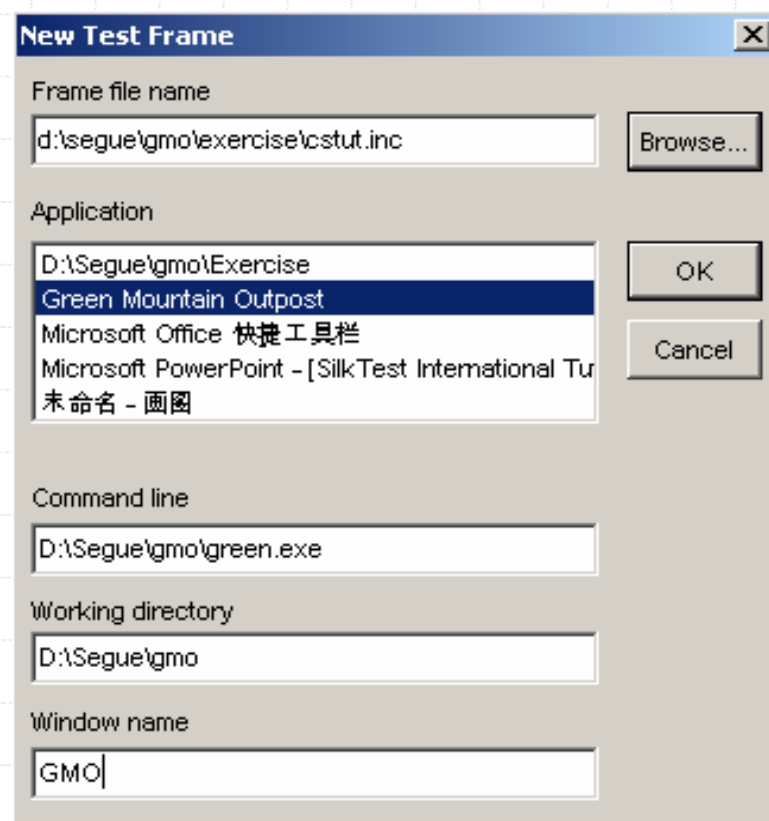 New Test Frame
Frame file name
d:\segue\gmo\exercise\cstut.inc
Browse...
Application
D:\Segue\gmo\Exercise
Green Mountain Outpost
Microsoft Office 快捷工具栏
Microsoft PowerPoint - [SilkTest International Tu
未命名 - 画图
OK
Cancel
Command line
D:\Segue\gmo\green.exe
Working directory
D:\Segue\gmo
Window name
GMO